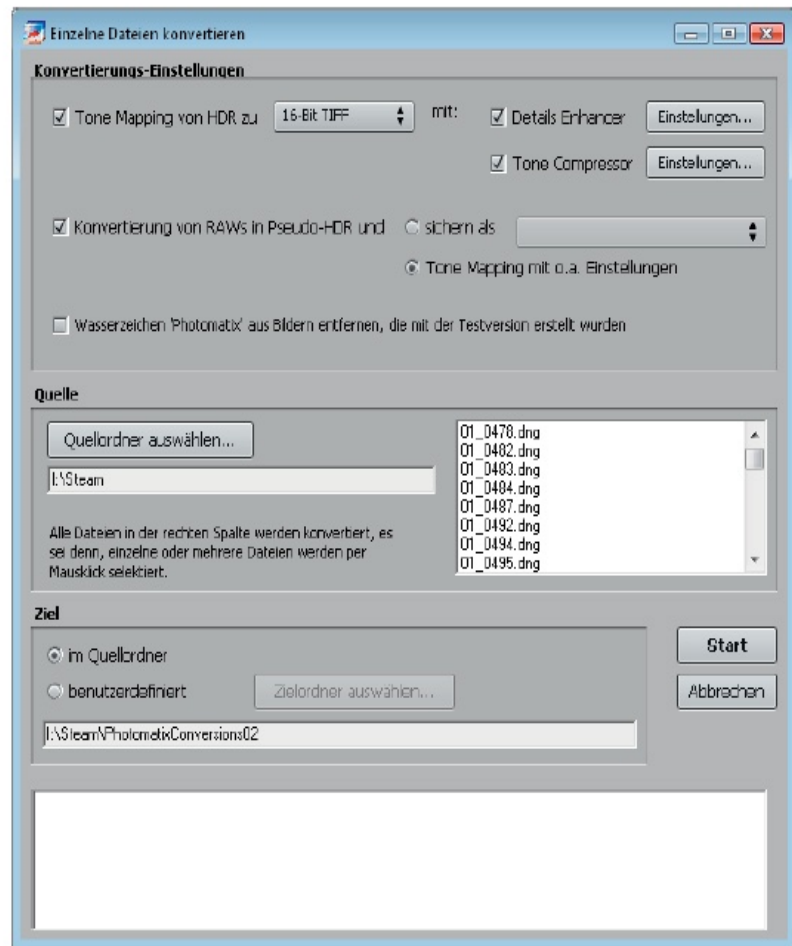 Einzelne Dateien konvertieren
Konvertierungs-Einstellungen
Tone Mapping von HDR zu 16-Bit TIFF mit: Details Enhancer Einstellungen...
Tone Compressor Einstellungen...
Konvertierung von RAWs in Pseudo-HDR und sichern als
Tone Mapping mit o.a. Einstellungen
Wasserzeichen 'Photomatix' aus Bildern entfernen, die mit der Testversion erstellt wurden
Quelle
Quellordner auswählen...
I:\Steam
Alle Dateien in der rechten Spalte werden konvertiert, es
sei denn, einzelne oder mehrere Dateien werden per
Mausklick selektiert.
01_0478.dng
01_0482.dng
01_0483.dng
01_0484.dng
01_0487.dng
01_0492.dng
01_0494.dng
01_0495.dng
Ziel
im Quellordner
benutzerdefiniert Zielordner auswählen...
I:\Steam\PhotomatixConversions02
Start
Abbrechen